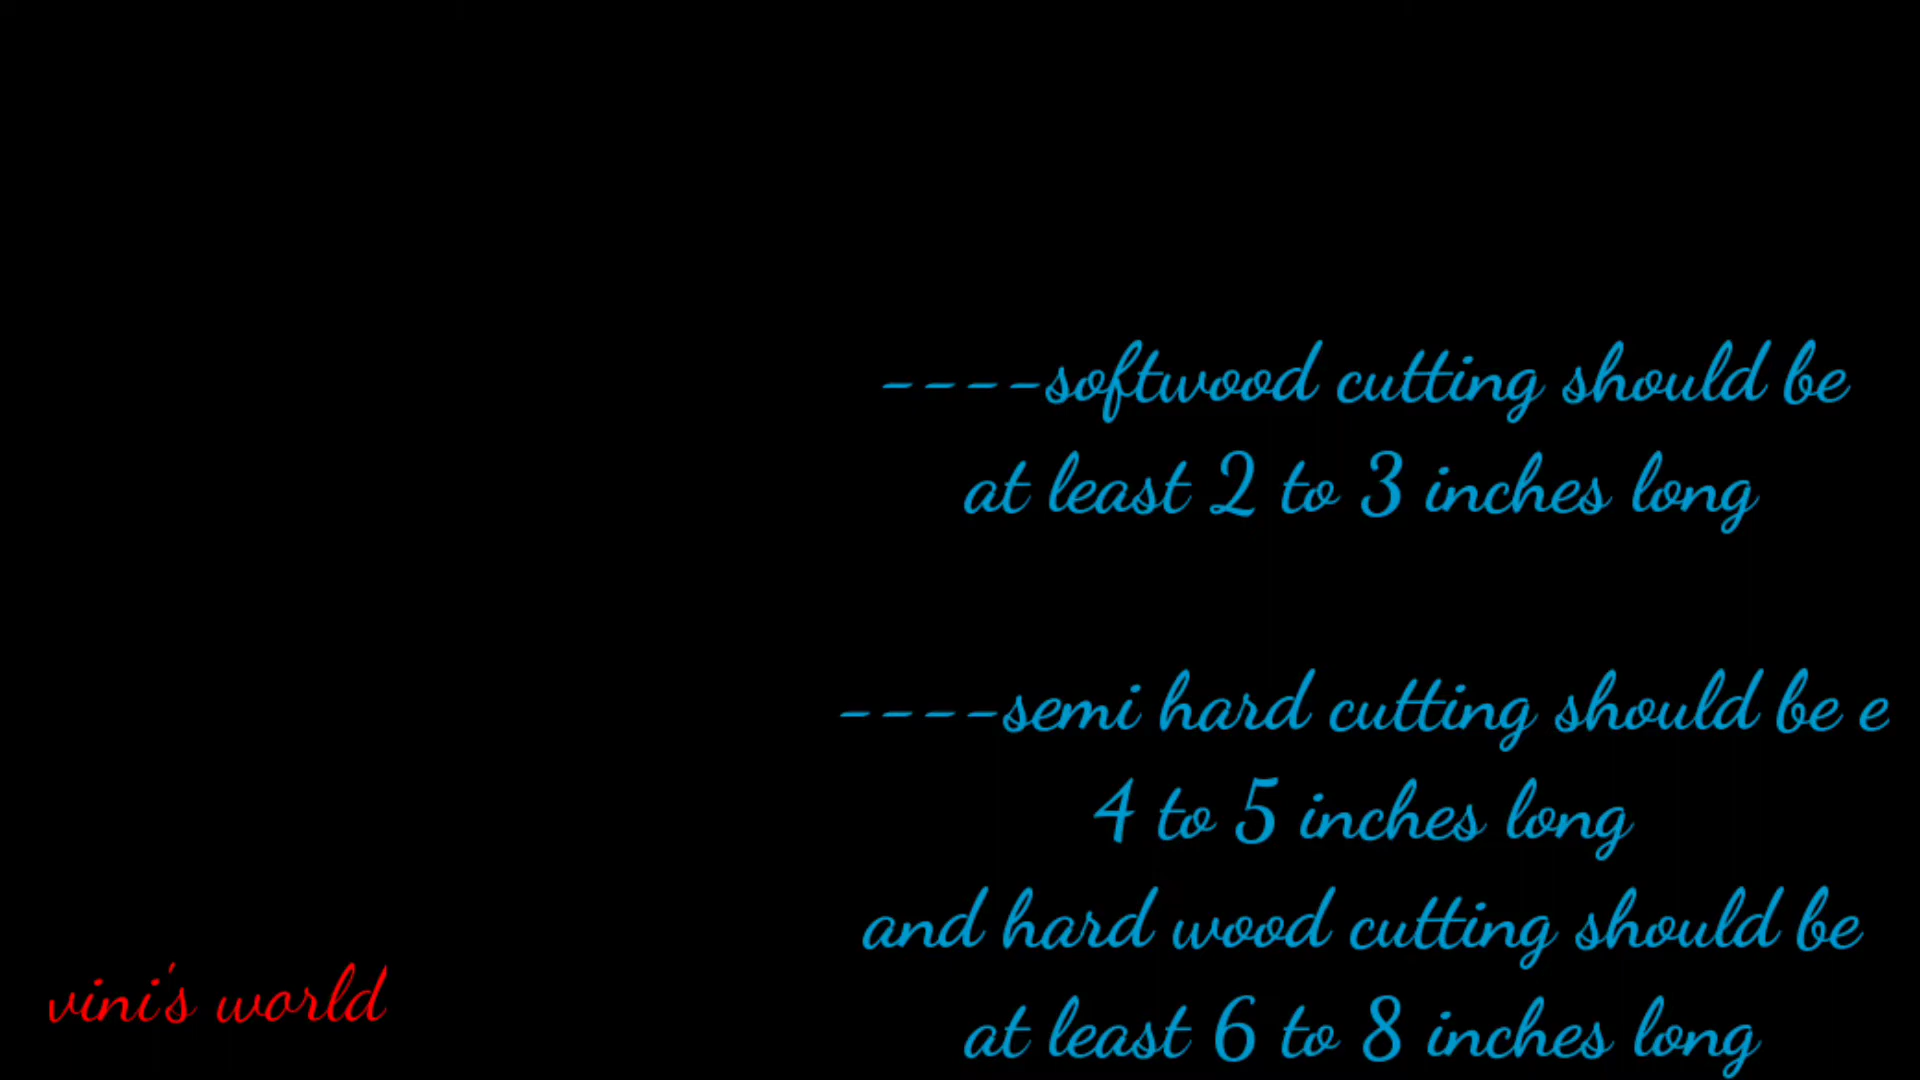 ----softwood cutting should be
at least 2 to 3 inches long
----semi hard cutting should be e
4 to 5 inches long
and hard wood cutting should be
at least 6 to 8 inches long
vini's world